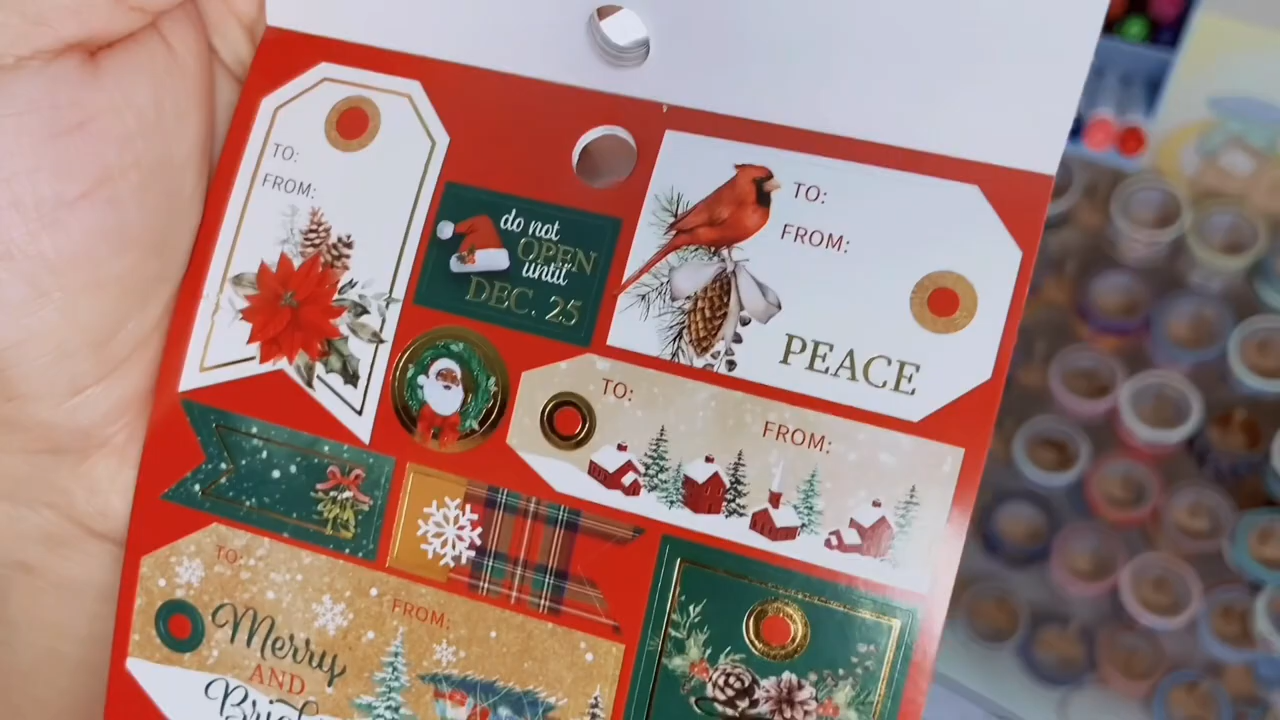 TO:
FROM:
do not
OPEN
until
DEC. 25
TO:
FROM:
PEACE
TO:
FROM:
TO:
FROM:
Merry
AND